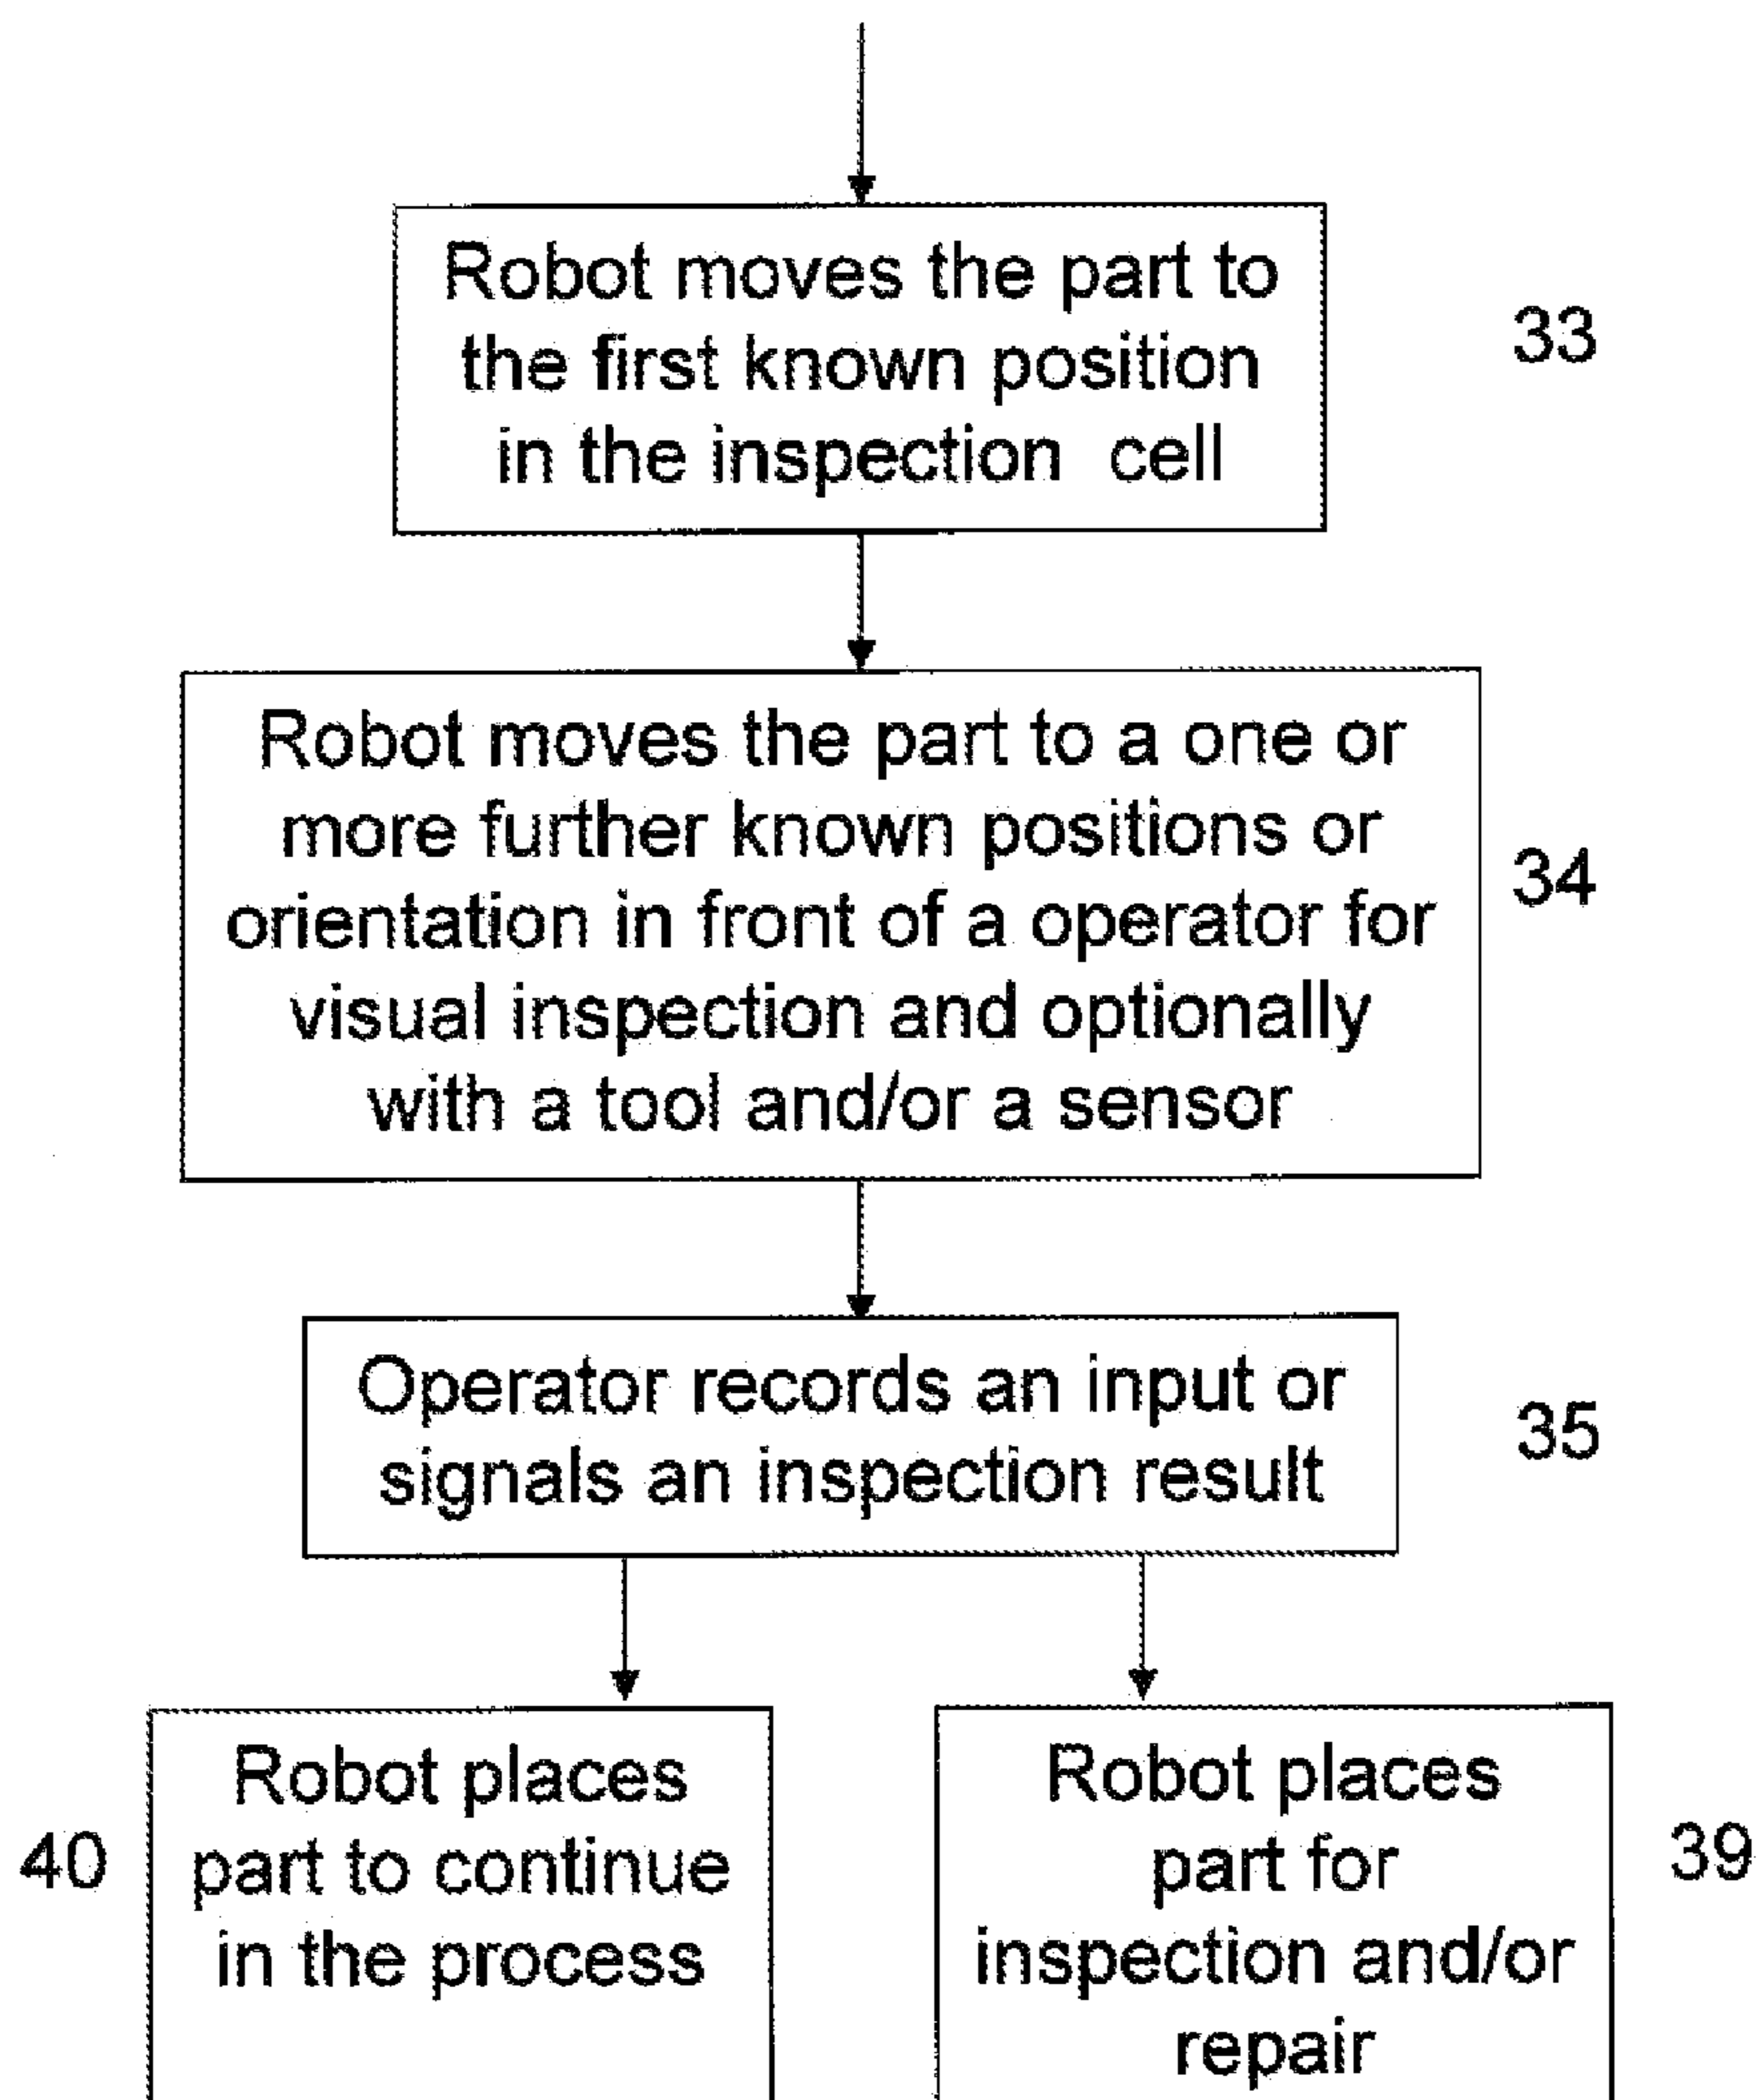 Robot moves the part to
the first known position
in the inspection cell
33
Robot moves the part to a one or
more further known positions or
orientation in front of a operator for
visual inspection and optionally
with a tool and/or a sensor
34
Operator records an input or
signals an inspection result
35
40
Robot places
part to continue
in the process
Robot places
part for
inspection and/or
repair
39